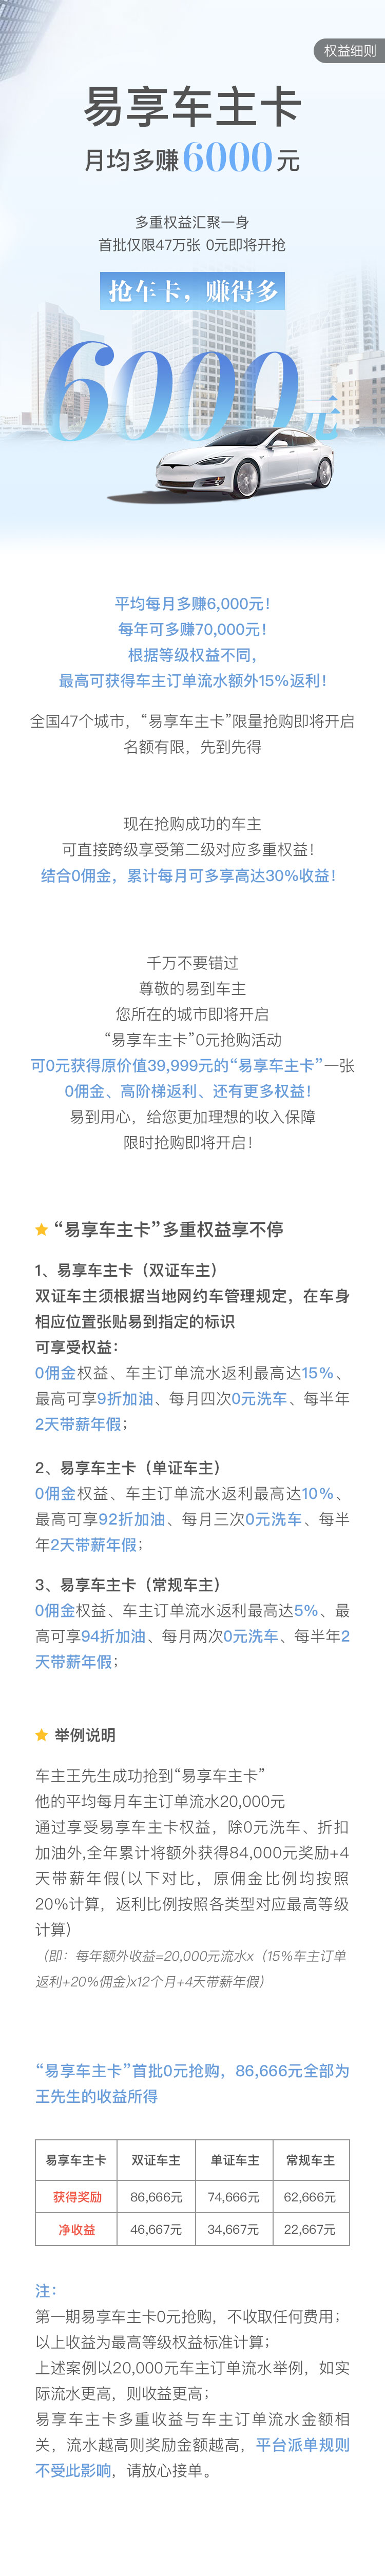 权益细则
易享车主卡
月均多赚6000元
多重权益汇聚一身
首批仅限47万张 0元即将开抢
抢车卡，赚得多
6000元
平均每月多赚6,000元！
每年可多赚70,000元！
根据等级权益不同，
最高可获得车主订单流水额外15%返利！
全国47个城市，“易享车主卡”限量抢购即将开启
名额有限，先到先得
现在抢购成功的车主
可直接跨级享受第二级对应多重权益！
结合0佣金，累计每月可多享高达30%收益！
千万不要错过
尊敬的易到车主
您所在的城市即将开启
“易享车主卡”0元抢购活动
可0元获得原价值39,999元的“易享车主卡”一张
0佣金、高阶梯返利、还有更多权益！
易到用心，给您更加理想的收入保障
限时抢购即将开启！
“易享车主卡”多重权益享不停
1、易享车主卡（双证车主）
双证车主须根据当地网约车管理规定，在车身
相应位置张贴易到指定的标识
可享受权益：
0佣金权益、车主订单流水返利最高达15%、
最高可享9折加油、每月四次0元洗车、每半年
2天带薪年假；
2、易享车主卡（单证车主）
0佣金权益、车主订单流水返利最高达10%、
最高可享92折加油、每月三次0元洗车、每半
年2天带薪年假；
3、易享车主卡（常规车主）
0佣金权益、车主订单流水返利最高达5%、最
高可享94折加油、每月两次0元洗车、每半年2
天带薪年假；
举例说明
车主王先生成功抢到“易享车主卡”
他的平均每月车主订单流水20,000元
通过享受易享车主卡权益，除0元洗车、折扣
加油外,全年累计将额外获得84,000元奖励+4
天带薪年假(以下对比，原佣金比例均按照
20%计算，返利比例按照各类型对应最高等级
计算)
（即：每年额外收益=20,000元流水x（15%车主订单
返利+20%佣金)x12个月+4天带薪年假）
“易享车主卡”首批0元抢购，86,666元全部为
王先生的收益所得
易享车主卡 双证车主 单证车主 常规车主
获得奖励 86,666元 74,666元 62,666元
净收益 46,667元 34,667元 22,667元
注：
第一期易享车主卡0元抢购，不收取任何费用；
以上收益为最高等级权益标准计算；
上述案例以20,000元车主订单流水举例，如实
际流水更高，则收益更高；
易享车主卡多重收益与车主订单流水金额相
关，流水越高则奖励金额越高，平台派单规则
不受此影响，请放心接单。